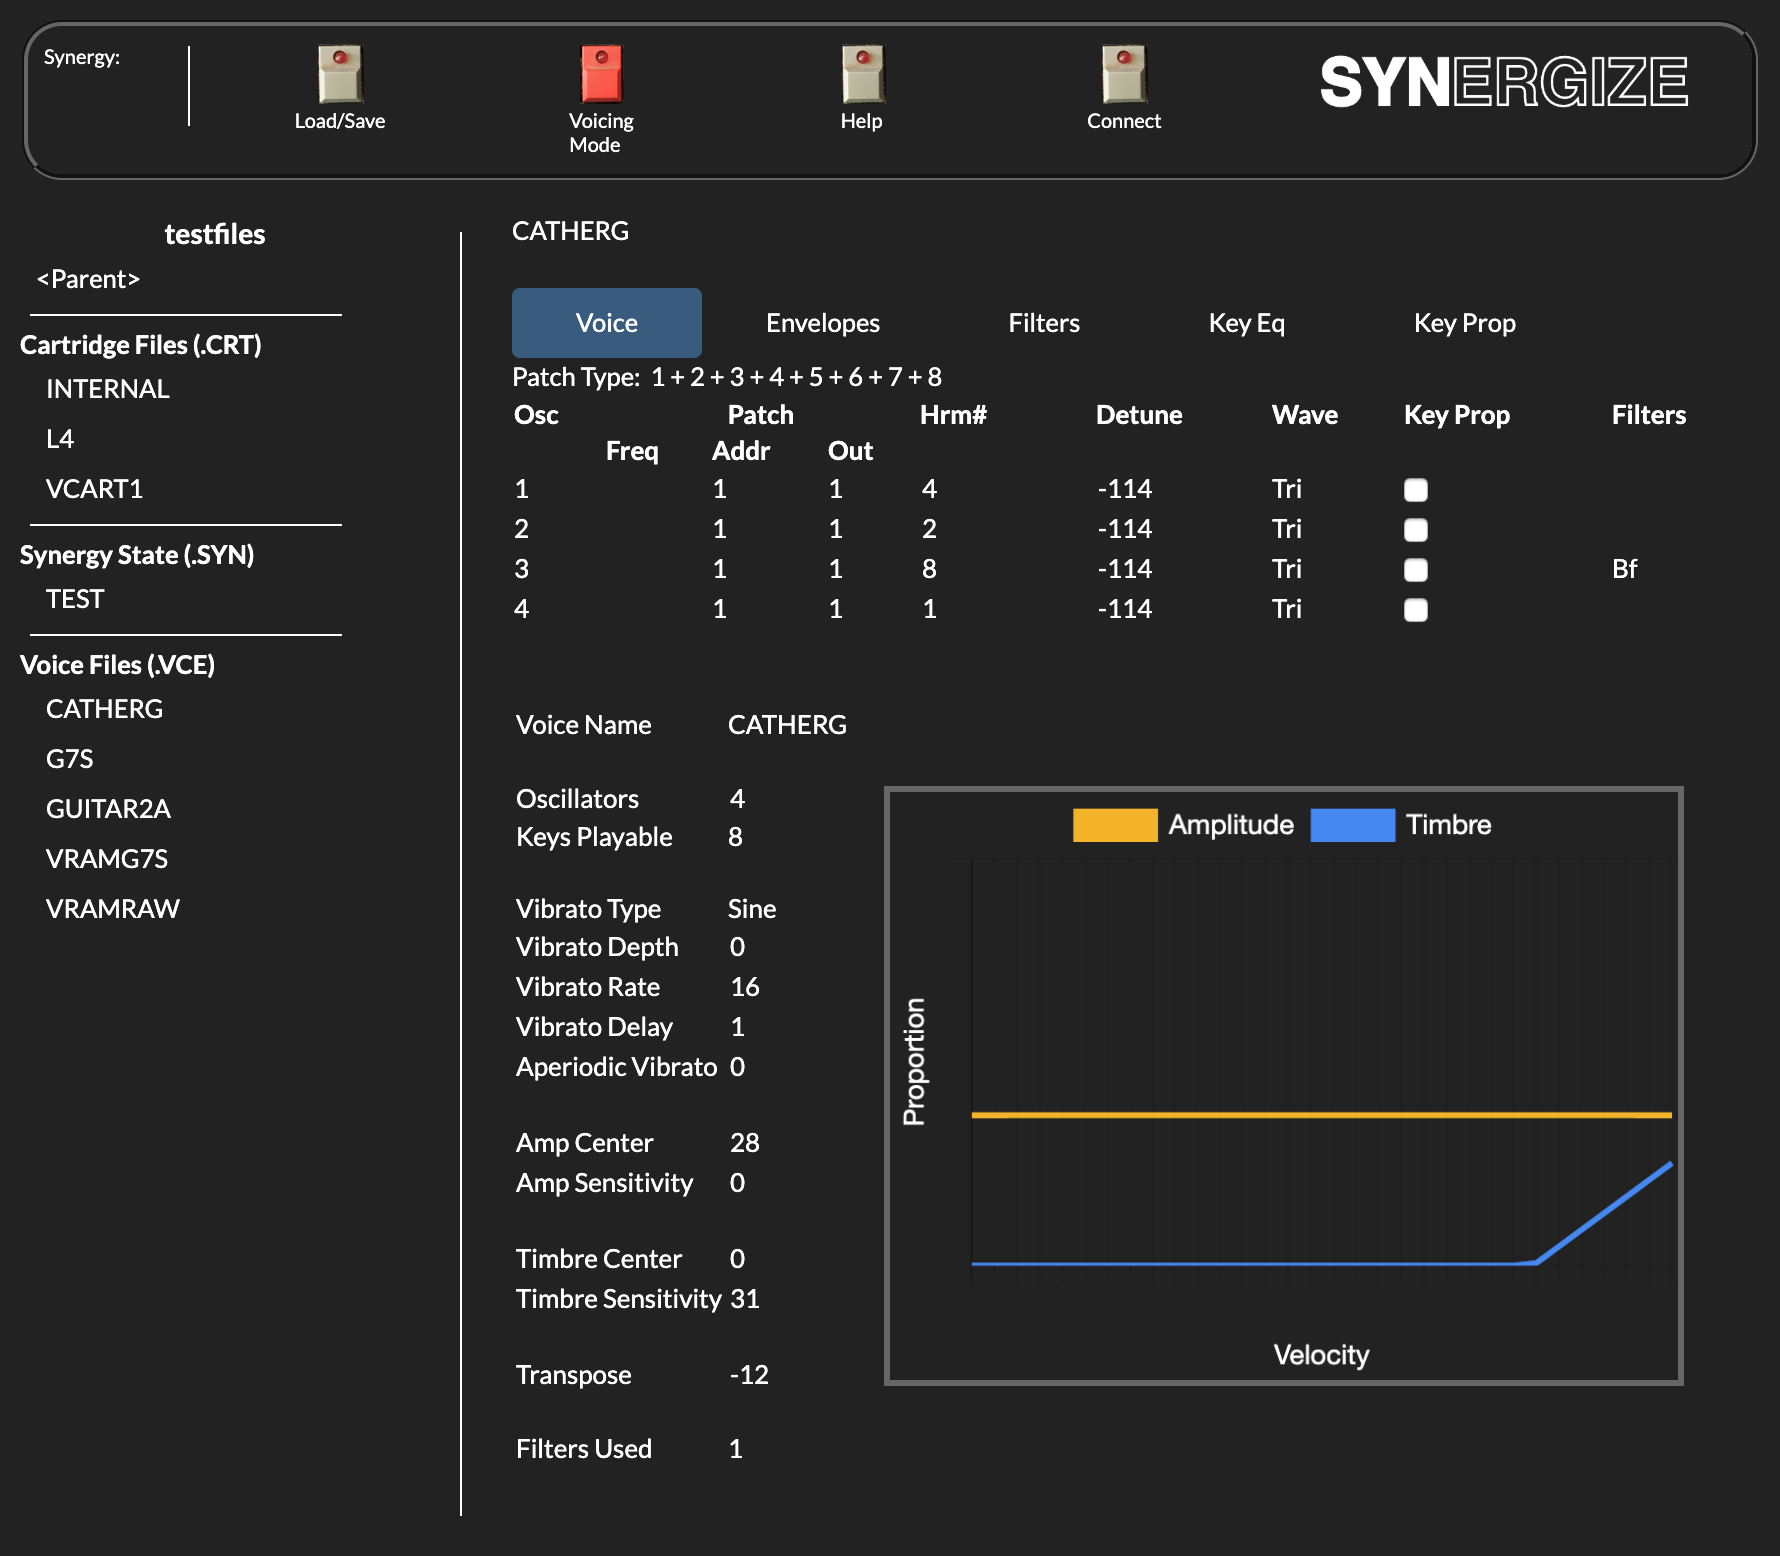 Synergy:
Load/Save
Voicing
Mode
Help
Connect
SYNERGIZE
testfiles
<Parent>
Cartridge Files (.CRT)
INTERNAL
L4
VCART1
Synergy State (.SYN)
TEST
Voice Files (.VCE)
CATHERG
G7S
GUITAR2A
VRAMG7S
VRAMRAW
CATHERG
Voice Envelopes Filters Key Eq Key Prop
Patch Type: 1 + 2 + 3 + 4 + 5 + 6 + 7 + 8
Osc Patch Hrm# Detune Wave Key Prop Filters
Freq Addr Out
1 1 1 4 -114 Tri
2 1 1 2 -114 Tri
3 1 1 8 -114 Tri Bf
4 1 1 1 -114 Tri
Voice Name CATHERG
Oscillators 4
Keys Playable 8
Vibrato Type Sine
Vibrato Depth 0
Vibrato Rate 16
Vibrato Delay 1
Aperiodic Vibrato 0
Amp Center 28
Amp Sensitivity 0
Timbre Center 0
Timbre Sensitivity 31
Transpose -12
Filters Used 1
Amplitude Timbre
Proportion
Velocity